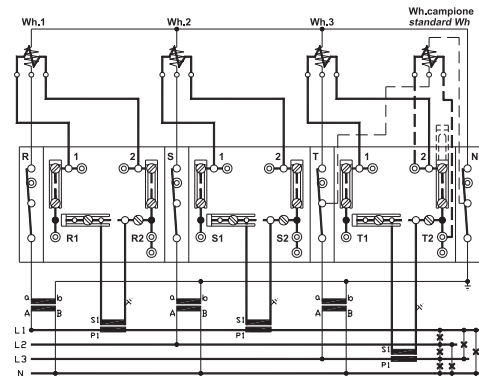 Wh.1 Wh.2 Wh.3 Wh.campione
standard Wh
R 1 2 S 1 2 T 1 2 N
R1 R2 S1 S2 T1 T2
a b a b a b
A B A B A B
S1 S1
P1 P1
L1
L2
S1
L3 P1
N